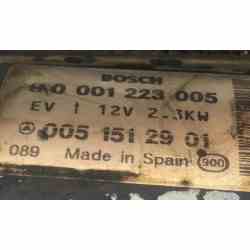 BOSCH
0 001 223 005
EV 12V 2.3KW
005 151 29 01
089 Made in Spain 900